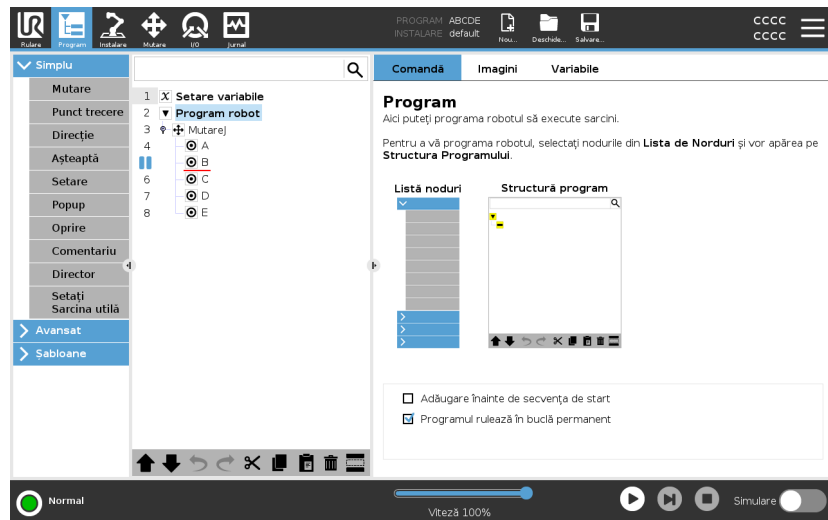 UR
PROGRAM ABCDE
INSTALARE default
CCCC
CCCC
Rulare Program Instalare Mutare I/O Jurnal Nou... Deschide... Salvare...
Simplu
Mutare
Punct trecere
Direcție
Așteaptă
Setare
Popup
Oprire
Comentariu
Director
Setați
Sarcina utilă
Avansat
Șabloane
1 X Setare variabile
2 Program robot
3 MutareJ
4 A
B
6 C
7 D
8 E
Comandă Imagini Variabile
Program
Aici puteți programa robotul să execute sarcini.
Pentru a vă programa robotul, selectați nodurile din Lista de Norduri și vor apărea pe
Structura Programului.
Listă noduri Structură program
Adăugare înainte de secvența de start
Programul rulează în buclă permanent
Normal
Viteză 100%
Simulare